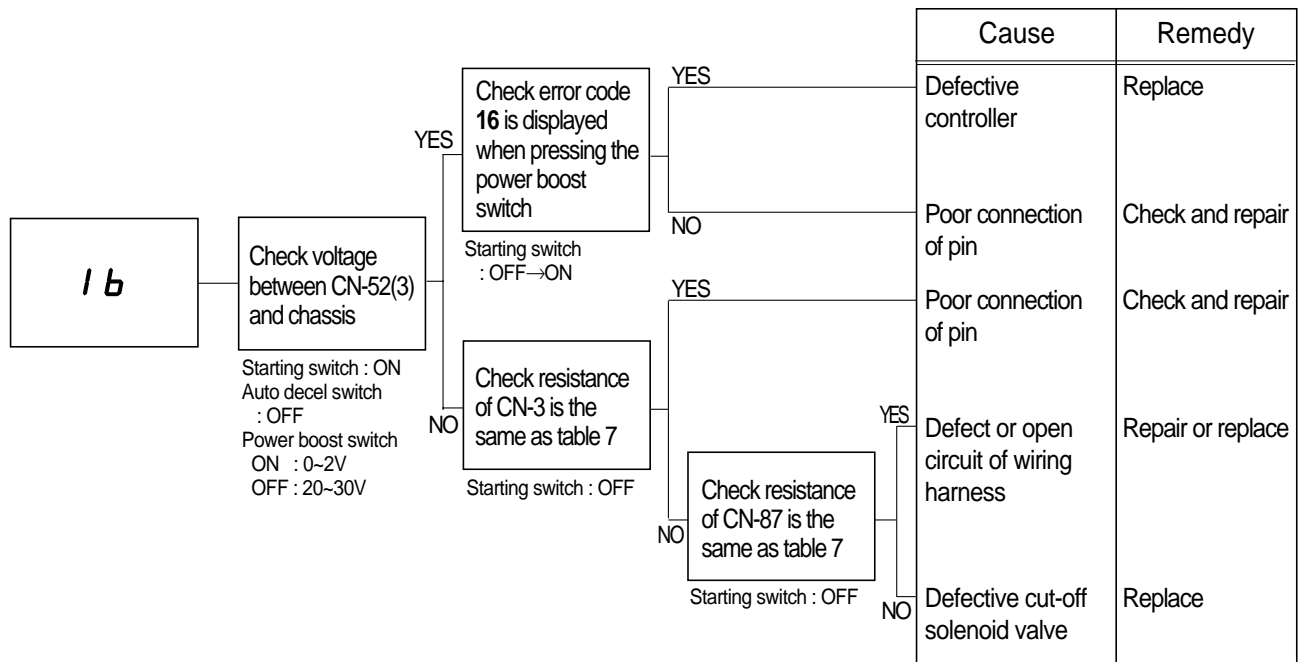 16
Check voltage
between CN-52(3)
and chassis
Starting switch : ON
Auto decel switch
: OFF
Power boost switch
ON : 0~2V
OFF : 20~30V
YES
NO
Check error code
16 is displayed
when pressing the
power boost
switch
Starting switch
: OFF→ON
Check resistance
of CN-3 is the
same as table 7
Starting switch : OFF
YES
NO
YES
NO
Check resistance
of CN-87 is the
same as table 7
Starting switch : OFF
YES
NO
Cause
Remedy
Defective
controller
Replace
Poor connection
of pin
Check and repair
Poor connection
of pin
Check and repair
Defect or open
circuit of wiring
harness
Repair or replace
Defective cut-off
solenoid valve
Replace